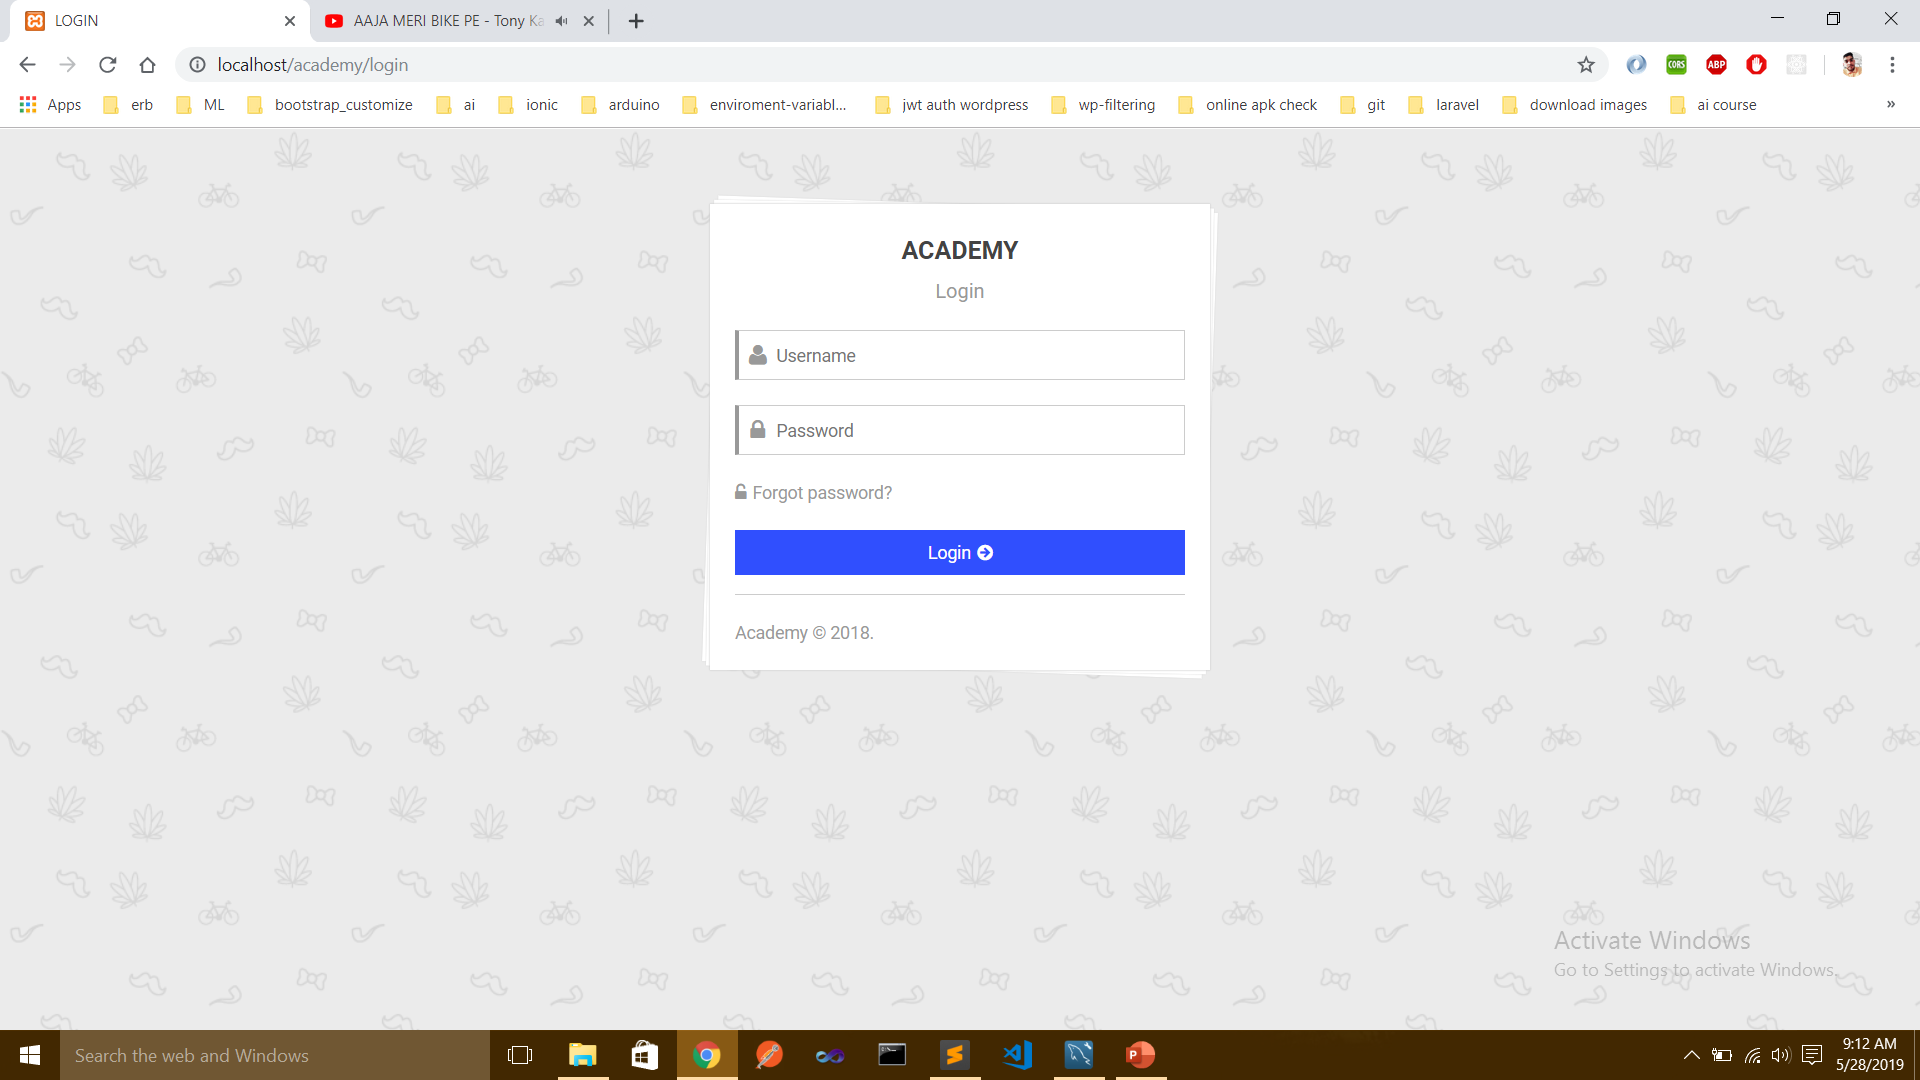 LOGIN
AAJA MERI BIKE PE - Tony Ka
localhost/academy/login
CORS
ABP
Apps
erb
ML
bootstrap_customize
ai
ionic
arduino
enviroment-variabl...
jwt auth wordpress
wp-filtering
online apk check
git
laravel
download images
ai course
»
ACADEMY
Login
Username
Password
Forgot password?
Login
Academy © 2018.
Activate Windows
Go to Settings to activate Windows.
Search the web and Windows
9:12 AM
5/28/2019